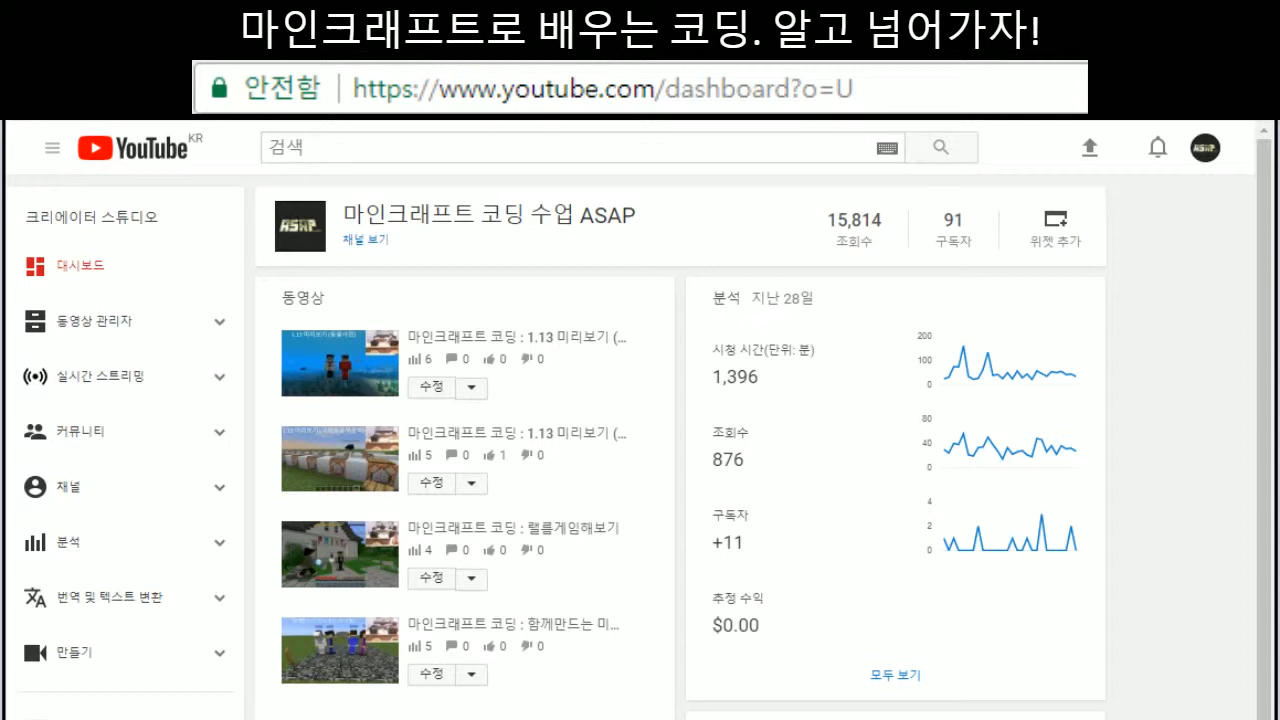 마인크래프트로 배우는 코딩. 알고 넘어가자!
안전함 | https://www.youtube.com/dashboard?o=U
YouTube KR
검색
ASAP
크리에이터 스튜디오
대시보드
동영상 관리자
실시간 스트리밍
커뮤니티
채널
분석
번역 및 텍스트 변환
만들기
ASAP
마인크래프트 코딩 수업 ASAP
채널 보기
15,814
조회수
91
구독자
위젯 추가
동영상
마인크래프트 코딩 : 1.13 미리보기 (...
6 0 0 0
수정
마인크래프트 코딩 : 1.13 미리보기 (...
5 0 1 0
수정
마인크래프트 코딩 : 랠름게임해보기
4 0 0 0
수정
마인크래프트 코딩 : 함께만드는 미...
5 0 0 0
수정
분석 지난 28일
시청 시간(단위: 분)
1,396
200
100
0
조회수
876
80
40
0
구독자
+11
4
2
0
추정 수익
$0.00
모두 보기